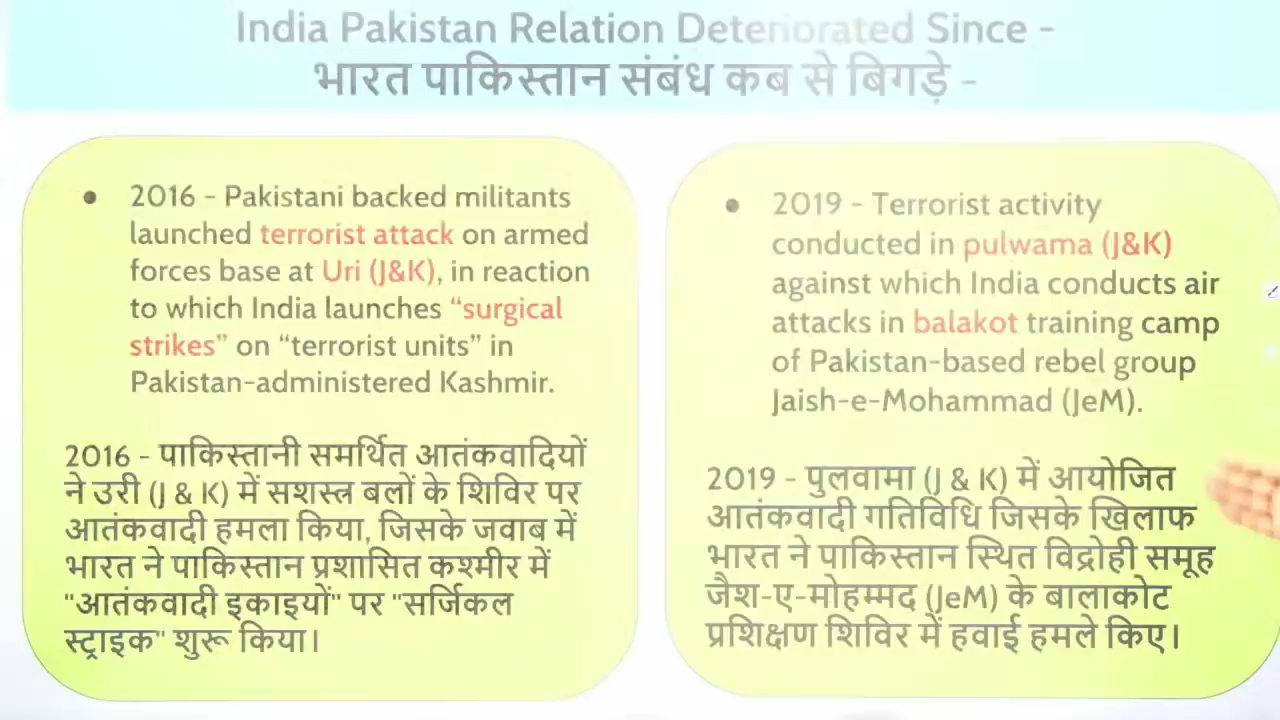 India Pakistan Relation Deteriorated Since -
भारत पाकिस्तान संबंध कब से बिगड़े -
● 2016 - Pakistani backed militants
launched terrorist attack on armed
forces base at Uri (J&K), in reaction
to which India launches “surgical
strikes” on “terrorist units” in
Pakistan-administered Kashmir.
2016 - पाकिस्तानी समर्थित आतंकवादियों
ने उरी (J & K) में सशस्त्र बलों के शिविर पर
आतंकवादी हमला किया, जिसके जवाब में
भारत ने पाकिस्तान प्रशासित कश्मीर में
"आतंकवादी इकाइयों" पर "सर्जिकल
स्ट्राइक" शुरू किया।
● 2019 - Terrorist activity
conducted in pulwama (J&K)
against which India conducts air
attacks in balakot training camp
of Pakistan-based rebel group
Jaish-e-Mohammad (JeM).
2019 - पुलवामा (J & K) में आयोजित
आतंकवादी गतिविधि जिसके खिलाफ
भारत ने पाकिस्तान स्थित विद्रोही समूह
जैश-ए-मोहम्मद (JeM) के बालाकोट
प्रशिक्षण शिविर में हवाई हमले किए।